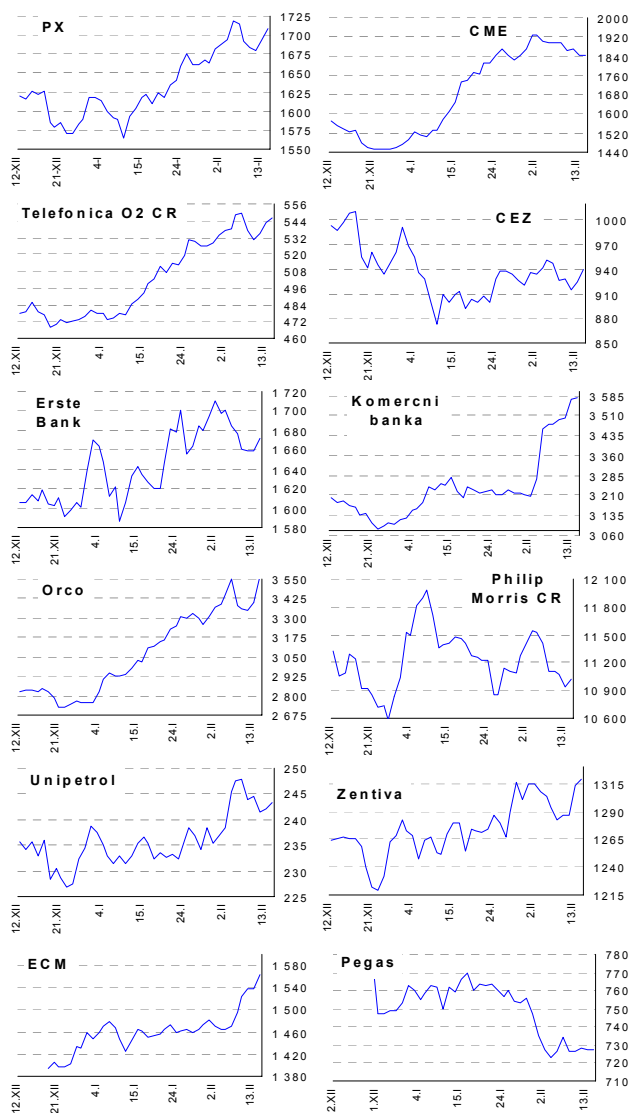 PX
1725
1700
1675
1650
1625
1600
1575
1550
12-XII
21-XII
4-I
15-I
24-I
2-II
13-II
CME
2000
1920
1840
1760
1680
1600
1520
1440
12.XII
21.XII
4.I
15.I
24.I
2.II
13.II
Telefonica O2 CR
556
544
532
520
508
496
484
472
460
12.XII
21.XII
4.I
15.I
24.I
2.II
13.II
CEZ
1000
970
940
910
880
850
12.XII
21.XII
4.I
15.I
24.I
2.II
13.II
Erste
Bank
1 720
1 700
1 680
1 660
1 640
1 620
1 600
1 580
12.XII
21.XII
4.I
15.I
24.I
2.II
13.II
Komercni
banka
3 585
3 510
3 435
3 360
3 285
3 210
3 135
3 060
12.XII
21.XII
4.I
15.I
24.I
2.II
13.II
Orco
3 550
3 425
3 300
3 175
3 050
2 925
2 800
2 675
12.XII
21.XII
4.I
15.I
24.I
2.II
13.II
Philip
Morris CR
12 100
11 800
11 500
11 200
10 900
10 600
12.XII
21.XII
4.I
15.I
24.I
2.II
13.II
Unipetrol
250
245
240
235
230
225
12.XII
21.XII
4.I
15.I
24.I
2.II
13.II
Zentiva
1315
1290
1265
1240
1215
12.XII
21.XII
4.I
15.I
24.I
2.II
13.II
ECM
1 580
1 540
1 500
1 460
1 420
1 380
12.XII
21.XII
4.I
15.I
24.I
2.II
13.II
Pegas
780
770
760
750
740
730
720
710
2.XII
1.XII
4.I
15.I
24.I
2.II
13.II